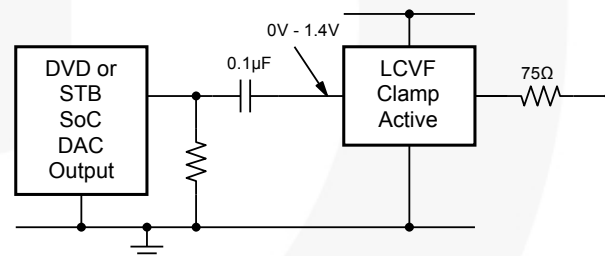 DVD or
STB
SoC
DAC
Output
0.1μF
0V - 1.4V
LCVF
Clamp
Active
75Ω